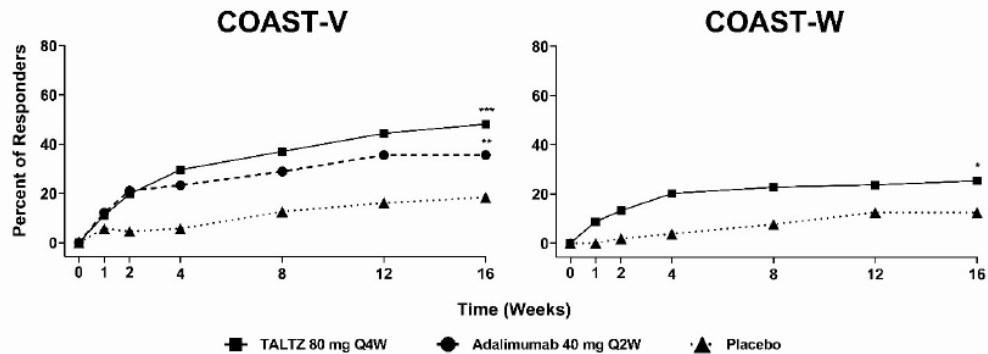 COAST-V
COAST-W
Percent of Responders
80
60
40
20
0
***
**
0 1 2 4 8 12 16
80
60
40
20
0
*
0 1 2 4 8 12 16
Time (Weeks)
TALTZ 80 mg Q4W Adalimumab 40 mg Q2W Placebo